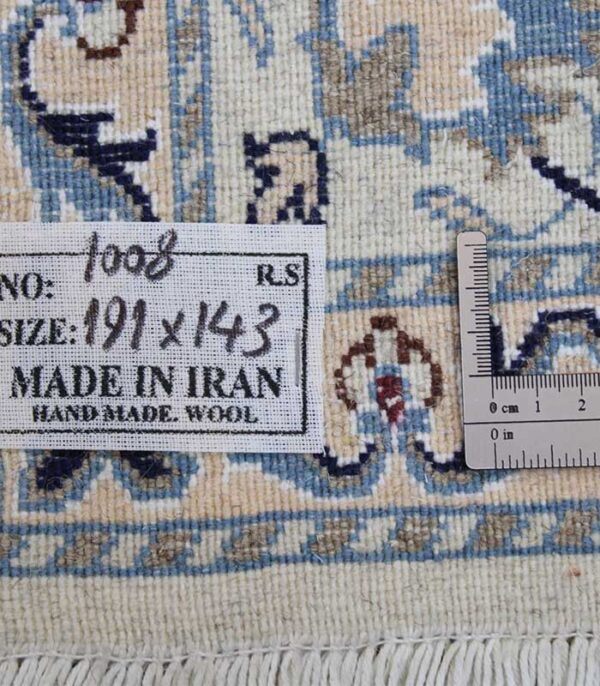 NO: 1008 R.S
SIZE: 191 x 143
MADE IN IRAN
HAND MADE. WOOL
0 cm 1 2
0 in